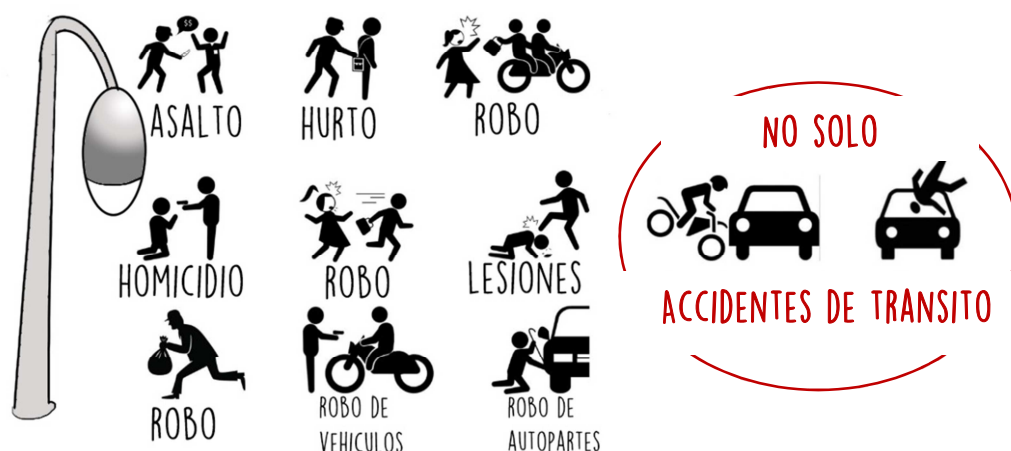 $$
ASALTO
HURTO
ROBO
HOMICIDIO
ROBO
LESIONES
ROBO
ROBO DE
VEHICULOS
ROBO DE
AUTOPARTES
NO SOLO
ACCIDENTES DE TRANSITO